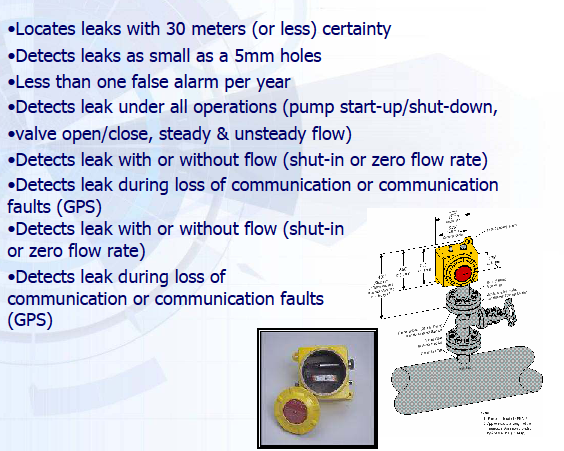 •Locates leaks with 30 meters (or less) certainty
•Detects leaks as small as a 5mm holes
•Less than one false alarm per year
•Detects leak under all operations (pump start-up/shut-down,
•valve open/close, steady & unsteady flow)
•Detects leak with or without flow (shut-in or zero flow rate)
•Detects leak during loss of communication or communication
faults (GPS)
•Detects leak with or without flow (shut-in
or zero flow rate)
•Detects leak during loss of
communication or communication faults
(GPS)